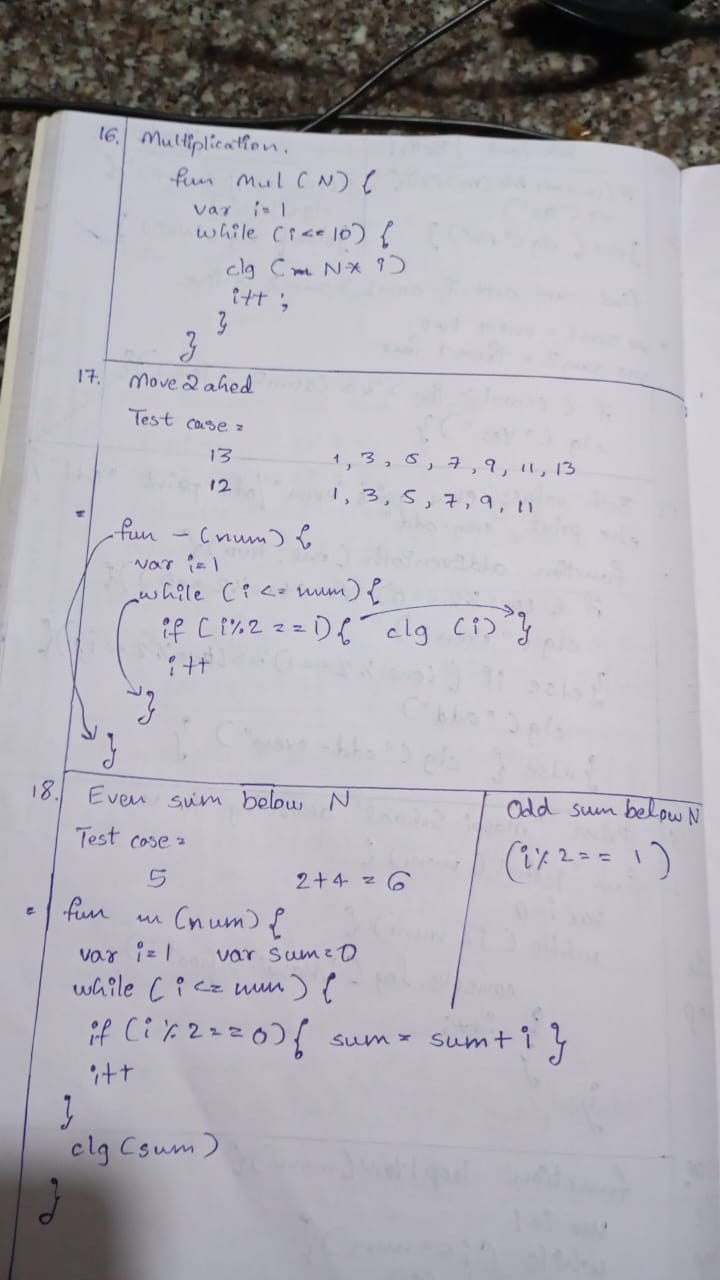 16. Multiplication.
fun Mul (N) {
var i=1
while (i<=10) {
clg (N* i)
i++ ;
}
}
17. Move 2 ahed
Test case =
13 1, 3, 5, 7, 9, 11, 13
12 1, 3, 5, 7, 9, 11
= fun - (num) {
var i=1
while (i <= num) {
if (i%2 == 1) { clg (i) }
i++
}
}
18. Even sum below N
Test case =
5 2+4 = 6
= fun m (num) {
var i=1 var sum=0
while (i <= num) {
if (i%2==0) { sum = sum + i }
i++
}
clg (sum)
}
Odd sum below N
(i%2 == 1)